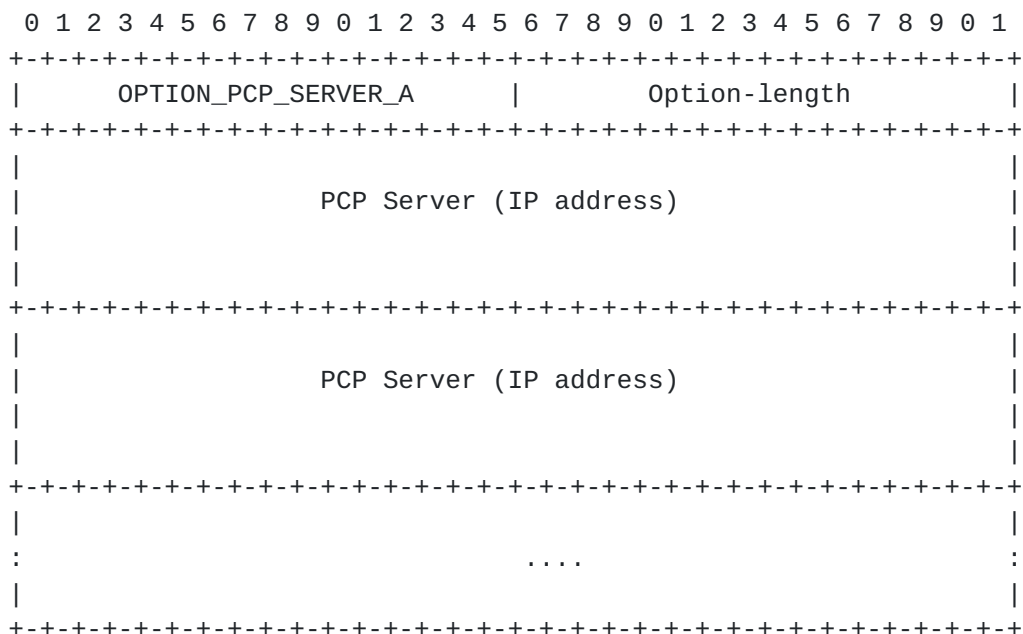 0 1 2 3 4 5 6 7 8 9 0 1 2 3 4 5 6 7 8 9 0 1 2 3 4 5 6 7 8 9 0 1
+-+-+-+-+-+-+-+-+-+-+-+-+-+-+-+-+-+-+-+-+-+-+-+-+-+-+-+-+-+-+-+-+
|      OPTION_PCP_SERVER_A      |        Option-length          |
+-+-+-+-+-+-+-+-+-+-+-+-+-+-+-+-+-+-+-+-+-+-+-+-+-+-+-+-+-+-+-+-+
|                                                               |
|                   PCP Server (IP address)                     |
|                                                               |
|                                                               |
+-+-+-+-+-+-+-+-+-+-+-+-+-+-+-+-+-+-+-+-+-+-+-+-+-+-+-+-+-+-+-+-+
|                                                               |
|                   PCP Server (IP address)                     |
|                                                               |
|                                                               |
+-+-+-+-+-+-+-+-+-+-+-+-+-+-+-+-+-+-+-+-+-+-+-+-+-+-+-+-+-+-+-+-+
|                                                               |
:                                ....                           :
|                                                               |
+-+-+-+-+-+-+-+-+-+-+-+-+-+-+-+-+-+-+-+-+-+-+-+-+-+-+-+-+-+-+-+-+